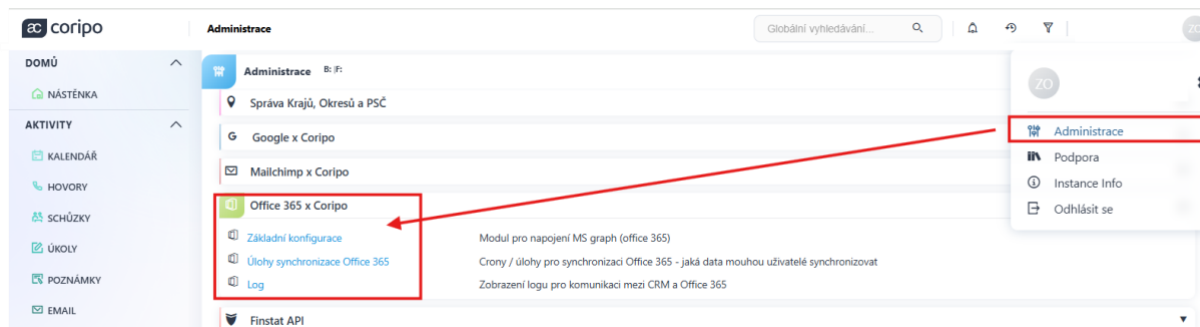 coripo
Administrace
Globální vyhledávání...
ZO
DOMŮ
NÁSTĚNKA
AKTIVITY
KALENDÁŘ
HOVORY
SCHŮZKY
ÚKOLY
POZNÁMKY
EMAIL
Administrace B: |F:
Správa Krajů, Okresů a PSČ
G Google x Coripo
Mailchimp x Coripo
Office 365 x Coripo
Základní konfigurace Modul pro napojení MS graph (office 365)
Úlohy synchronizace Office 365 Crony / úlohy pro synchronizaci Office 365 - jaká data mouhou uživatelé synchronizovat
Log Zobrazení logu pro komunikaci mezi CRM a Office 365
Finstat API
ZO
Administrace
Podpora
Instance Info
Odhlásit se